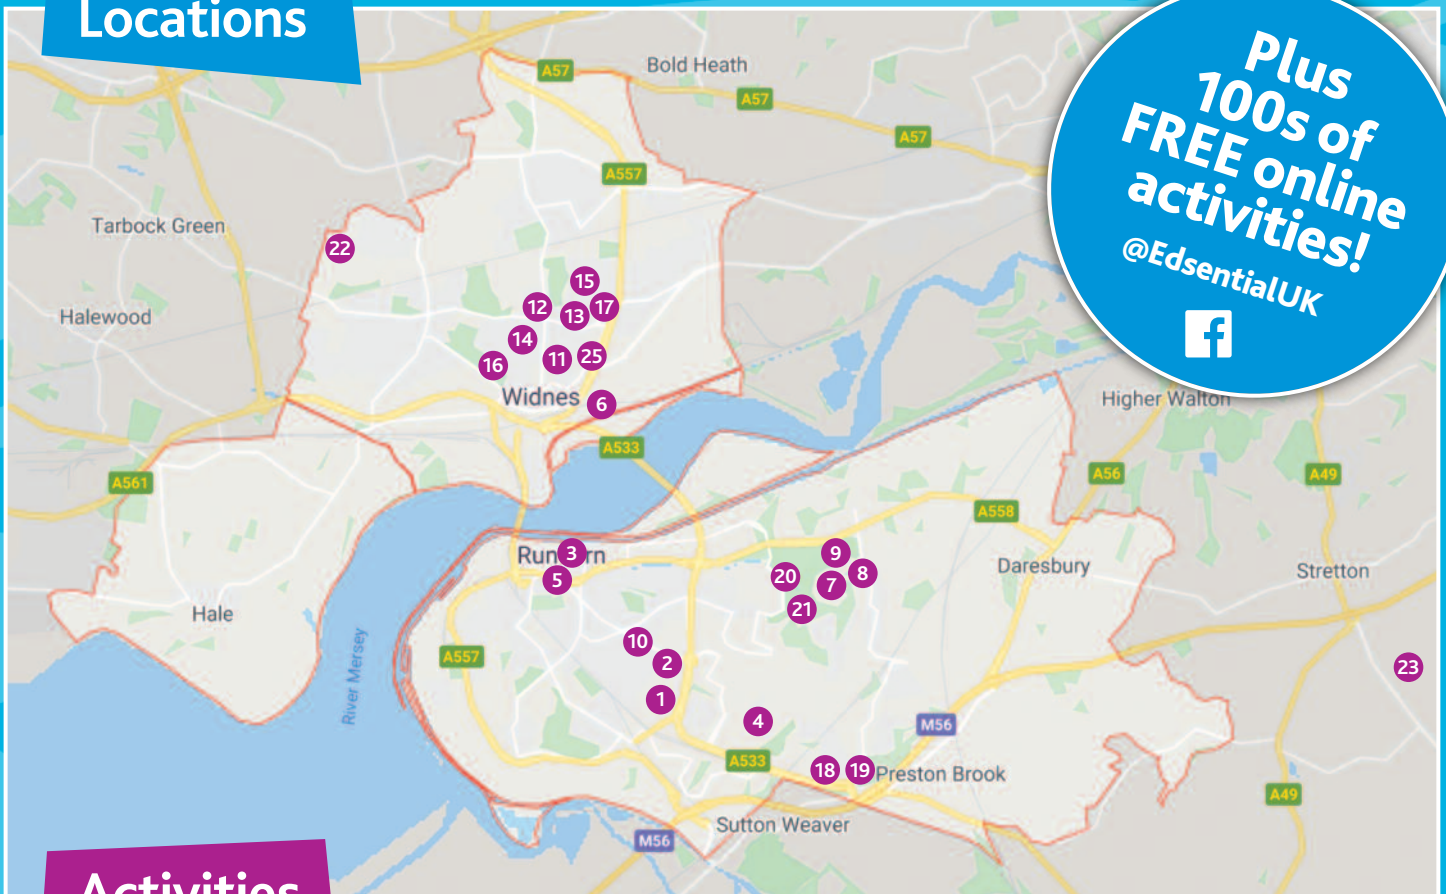 Locations
Plus
100s of
FREE online
activities!
@EdsentialUK
A57
Bold Heath
A57
A57
A557
Tarbock Green
22
Halewood
15
12
13
17
14
11
25
16
Widnes
6
Higher Walton
A533
A561
A56
A49
A558
3
5
9
8
20
7
21
Daresbury
Stretton
Hale
River Mersey
A557
10
2
1
4
23
M56
A533
18
19
Preston Brook
A49
Sutton Weaver
M56
Activities